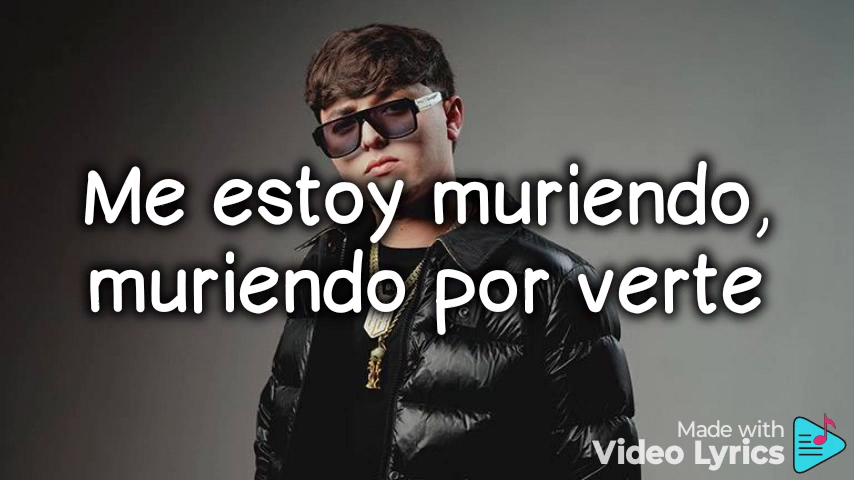 Me estoy muriendo,
muriendo por verte
Made with
Video Lyrics